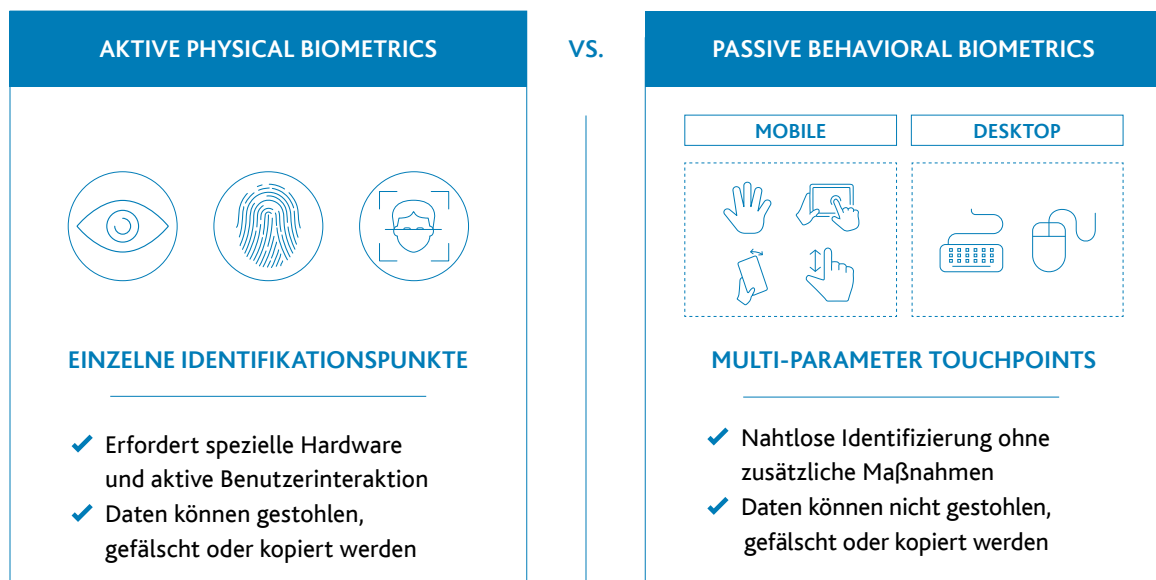 AKTIVE PHYSICAL BIOMETRICS
EINZELNE IDENTIFIKATIONSPUNKTE
Erfordert spezielle Hardware
und aktive Benutzerinteraktion
Daten können gestohlen,
gefälscht oder kopiert werden
VS.
PASSIVE BEHAVIORAL BIOMETRICS
MOBILE
DESKTOP
MULTI-PARAMETER TOUCHPOINTS
Nahtlose Identifizierung ohne
zusätzliche Maßnahmen
Daten können nicht gestohlen,
gefälscht oder kopiert werden